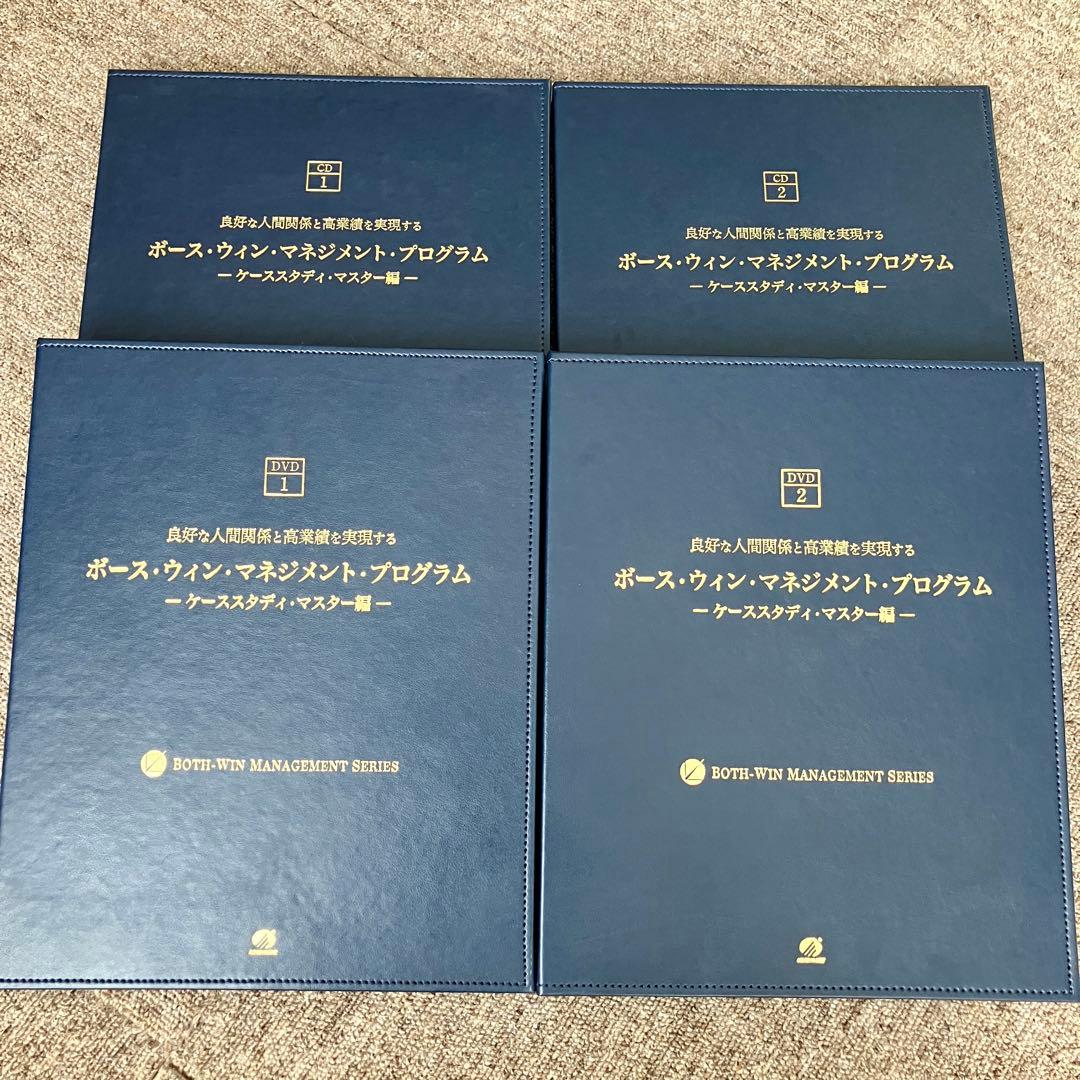 CD
1
良好な人間関係と高業績を実現する
ボース・ウィン・マネジメント・プログラム
― ケーススタディ・マスター編 ―
CD
2
良好な人間関係と高業績を実現する
ボース・ウィン・マネジメント・プログラム
― ケーススタディ・マスター編 ―
DVD
1
良好な人間関係と高業績を実現する
ボース・ウィン・マネジメント・プログラム
― ケーススタディ・マスター編 ―
BOTH-WIN MANAGEMENT SERIES
DVD
2
良好な人間関係と高業績を実現する
ボース・ウィン・マネジメント・プログラム
― ケーススタディ・マスター編 ―
BOTH-WIN MANAGEMENT SERIES